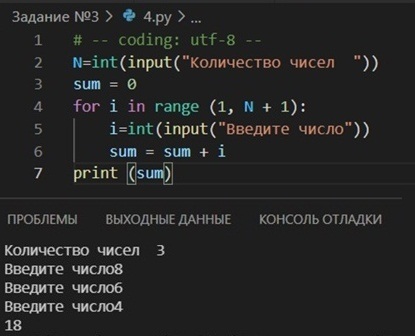 Задание №3 > 4.py > ...
1 # -- coding: utf-8 --
2 N=int(input("Количество чисел  "))
3 sum = 0
4 for i in range (1, N + 1):
5     i=int(input("Введите число"))
6     sum = sum + i
7 print (sum)
ПРОБЛЕМЫ ВЫХОДНЫЕ ДАННЫЕ КОНСОЛЬ ОТЛАДКИ
Количество чисел  3
Введите число8
Введите число6
Введите число4
18